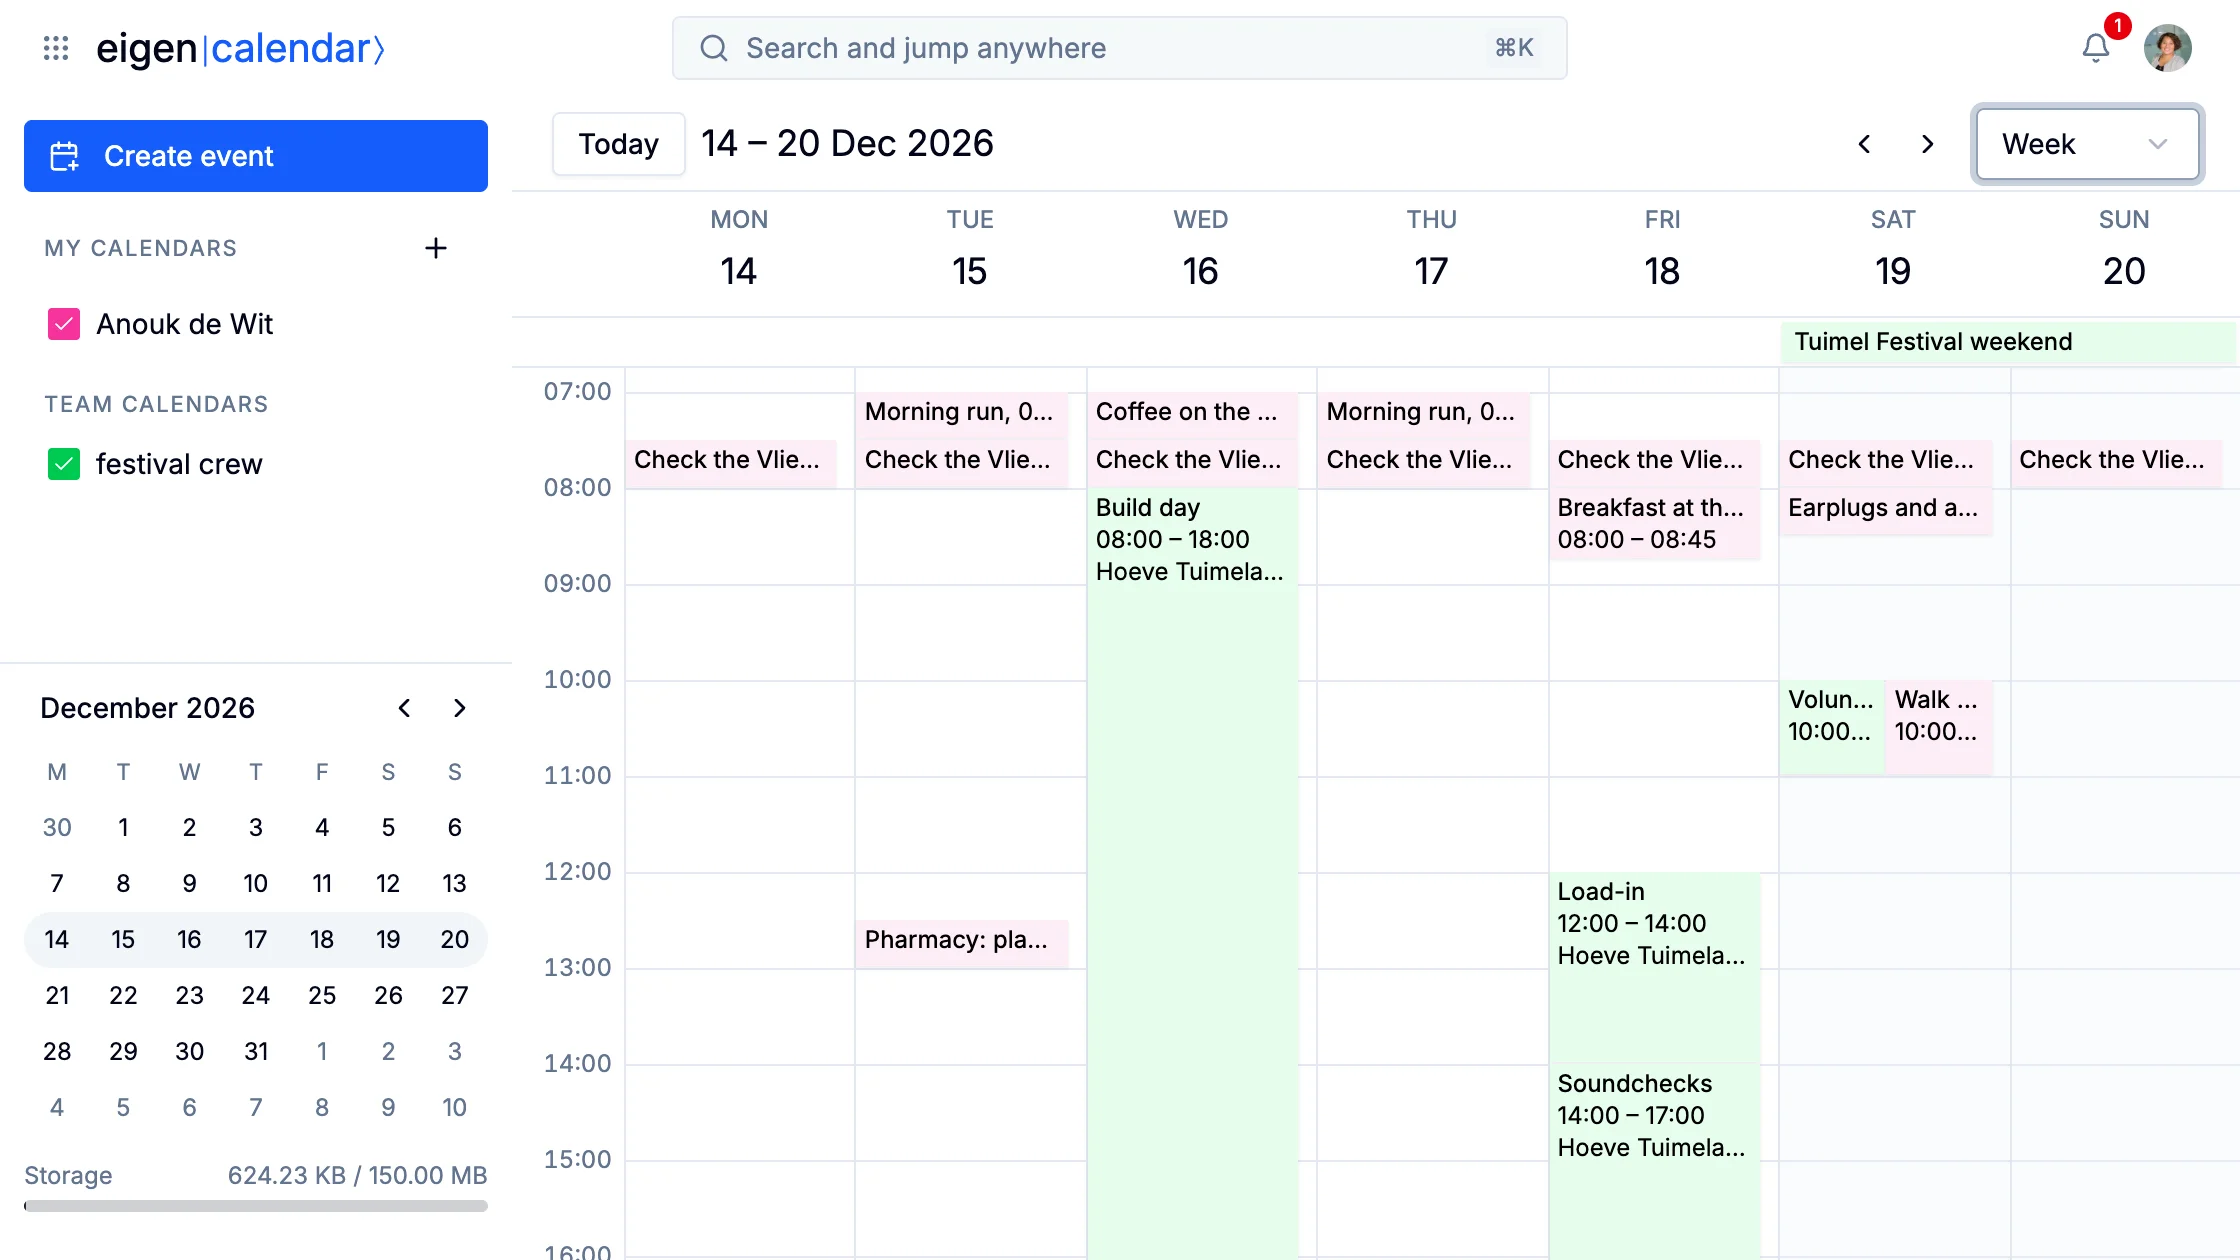 eigen|calendar⟩
Search and jump anywhere ⌘K
1
Create event
MY CALENDARS
Anouk de Wit
TEAM CALENDARS
festival crew
December 2026
M T W T F S S
30 1 2 3 4 5 6
7 8 9 10 11 12 13
14 15 16 17 18 19 20
21 22 23 24 25 26 27
28 29 30 31 1 2 3
4 5 6 7 8 9 10
Storage 624.23 KB / 150.00 MB
Today 14 – 20 Dec 2026 Week
MON TUE WED THU FRI SAT SUN
14 15 16 17 18 19 20
Tuimel Festival weekend
07:00
Morning run, 0... Coffee on the ... Morning run, 0...
Check the Vlie... Check the Vlie... Check the Vlie... Check the Vlie... Check the Vlie... Check the Vlie... Check the Vlie...
08:00
Build day Breakfast at th... Earplugs and a...
08:00 – 18:00 08:00 – 08:45
Hoeve Tuimela...
09:00
10:00
Volun... Walk ...
10:00... 10:00...
11:00
12:00
Load-in
12:00 – 14:00
Pharmacy: pla... Hoeve Tuimela...
13:00
14:00
Soundchecks
14:00 – 17:00
Hoeve Tuimela...
15:00
16:00